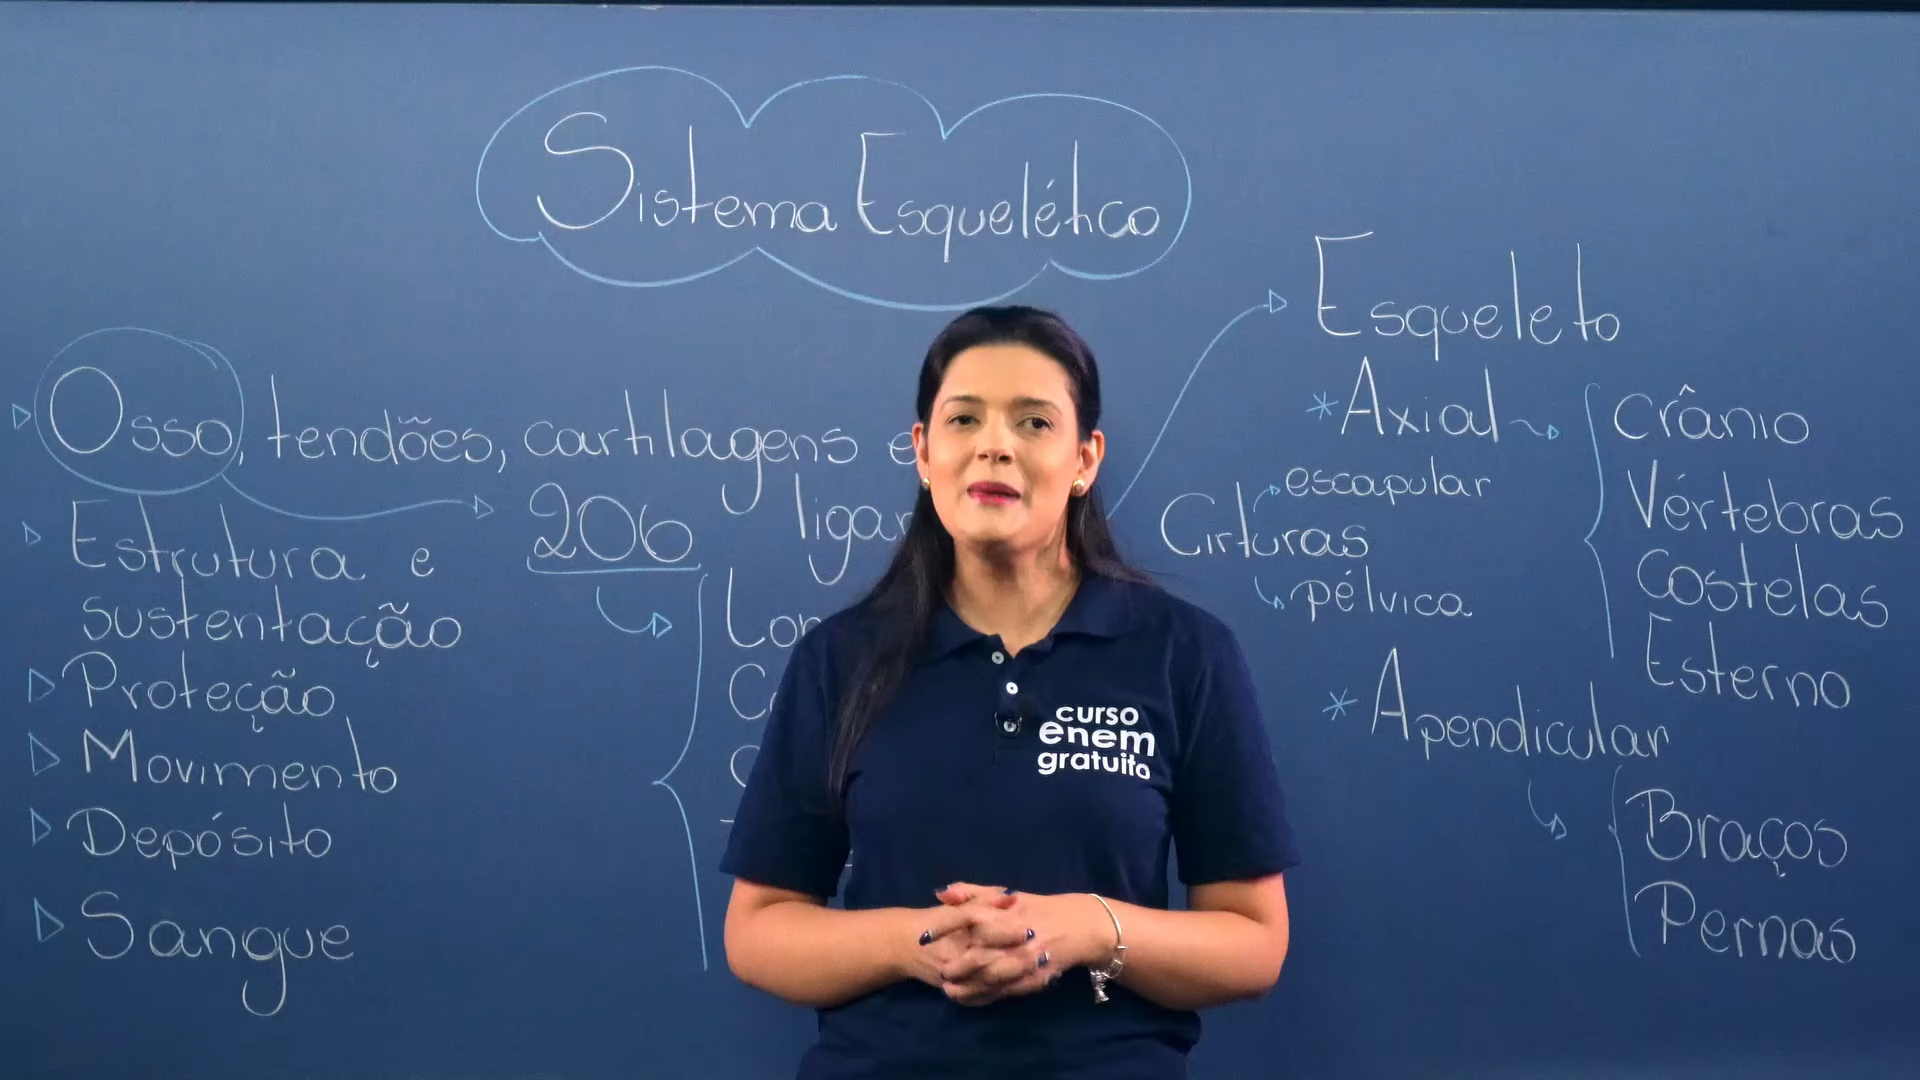 Sistema Esquelético
Osso, tendões, cartilagens e
Estrutura e
sustentação
Proteção
Movimento
Depósito
Sangue
206
Esqueleto
* Axial
Crânio
Vértebras
Costelas
Esterno
escapular
Cinturas
pélvica
* Apendicular
Braços
Pernas
curso
enem
gratuito